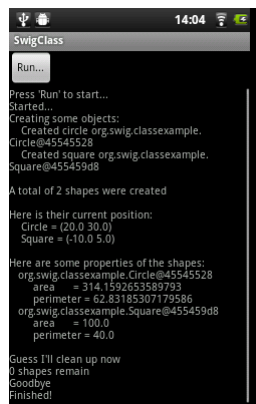 14:04
SwigClass
Run...
Press 'Run' to start...
Started...
Creating some objects:
Created circle org.swig.classexample.
Circle@45545528
Created square org.swig.classexample.
Square@455459d8
A total of 2 shapes were created
Here is their current position:
Circle = (20.0 30.0)
Square = (-10.0 5.0)
Here are some properties of the shapes:
org.swig.classexample.Circle@45545528
area = 314.1592653589793
perimeter = 62.83185307179586
org.swig.classexample.Square@455459d8
area = 100.0
perimeter = 40.0
Guess I'll clean up now
0 shapes remain
Goodbye
Finished!